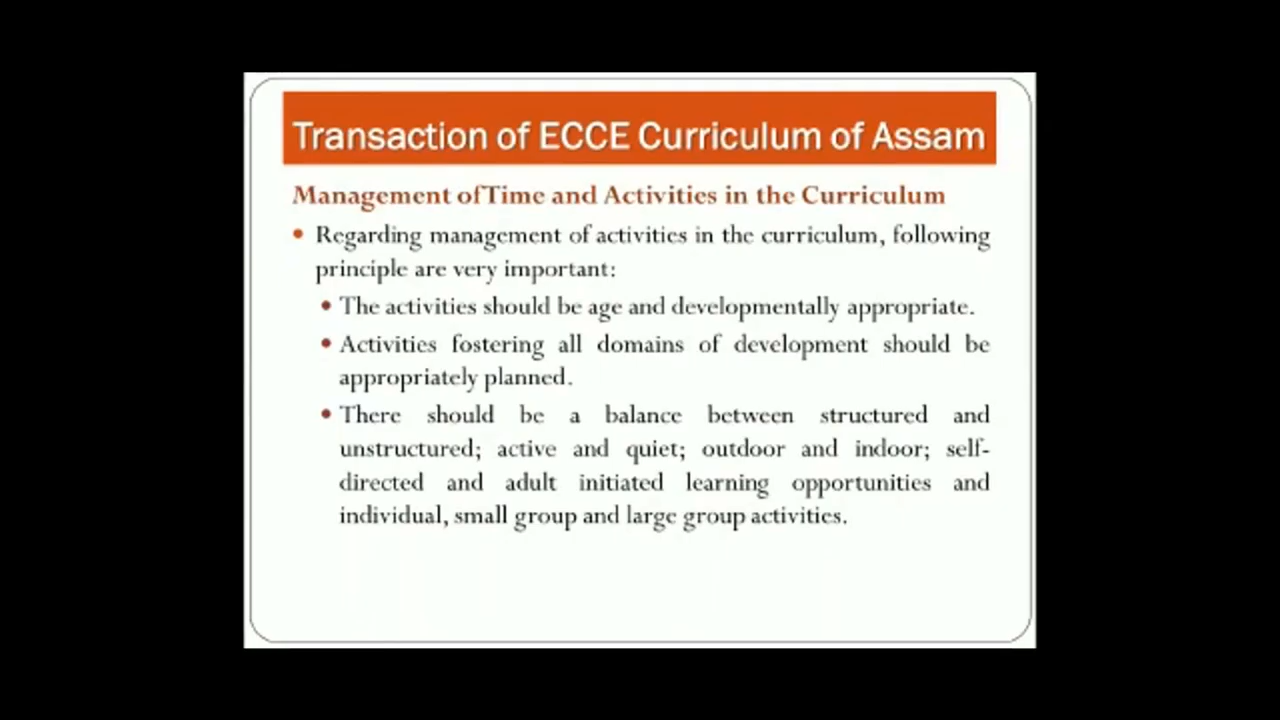 Transaction of ECCE Curriculum of Assam
Management of Time and Activities in the Curriculum
• Regarding management of activities in the curriculum, following
principle are very important:
• The activities should be age and developmentally appropriate.
• Activities fostering all domains of development should be
appropriately planned.
• There should be a balance between structured and
unstructured; active and quiet; outdoor and indoor; self-
directed and adult initiated learning opportunities and
individual, small group and large group activities.